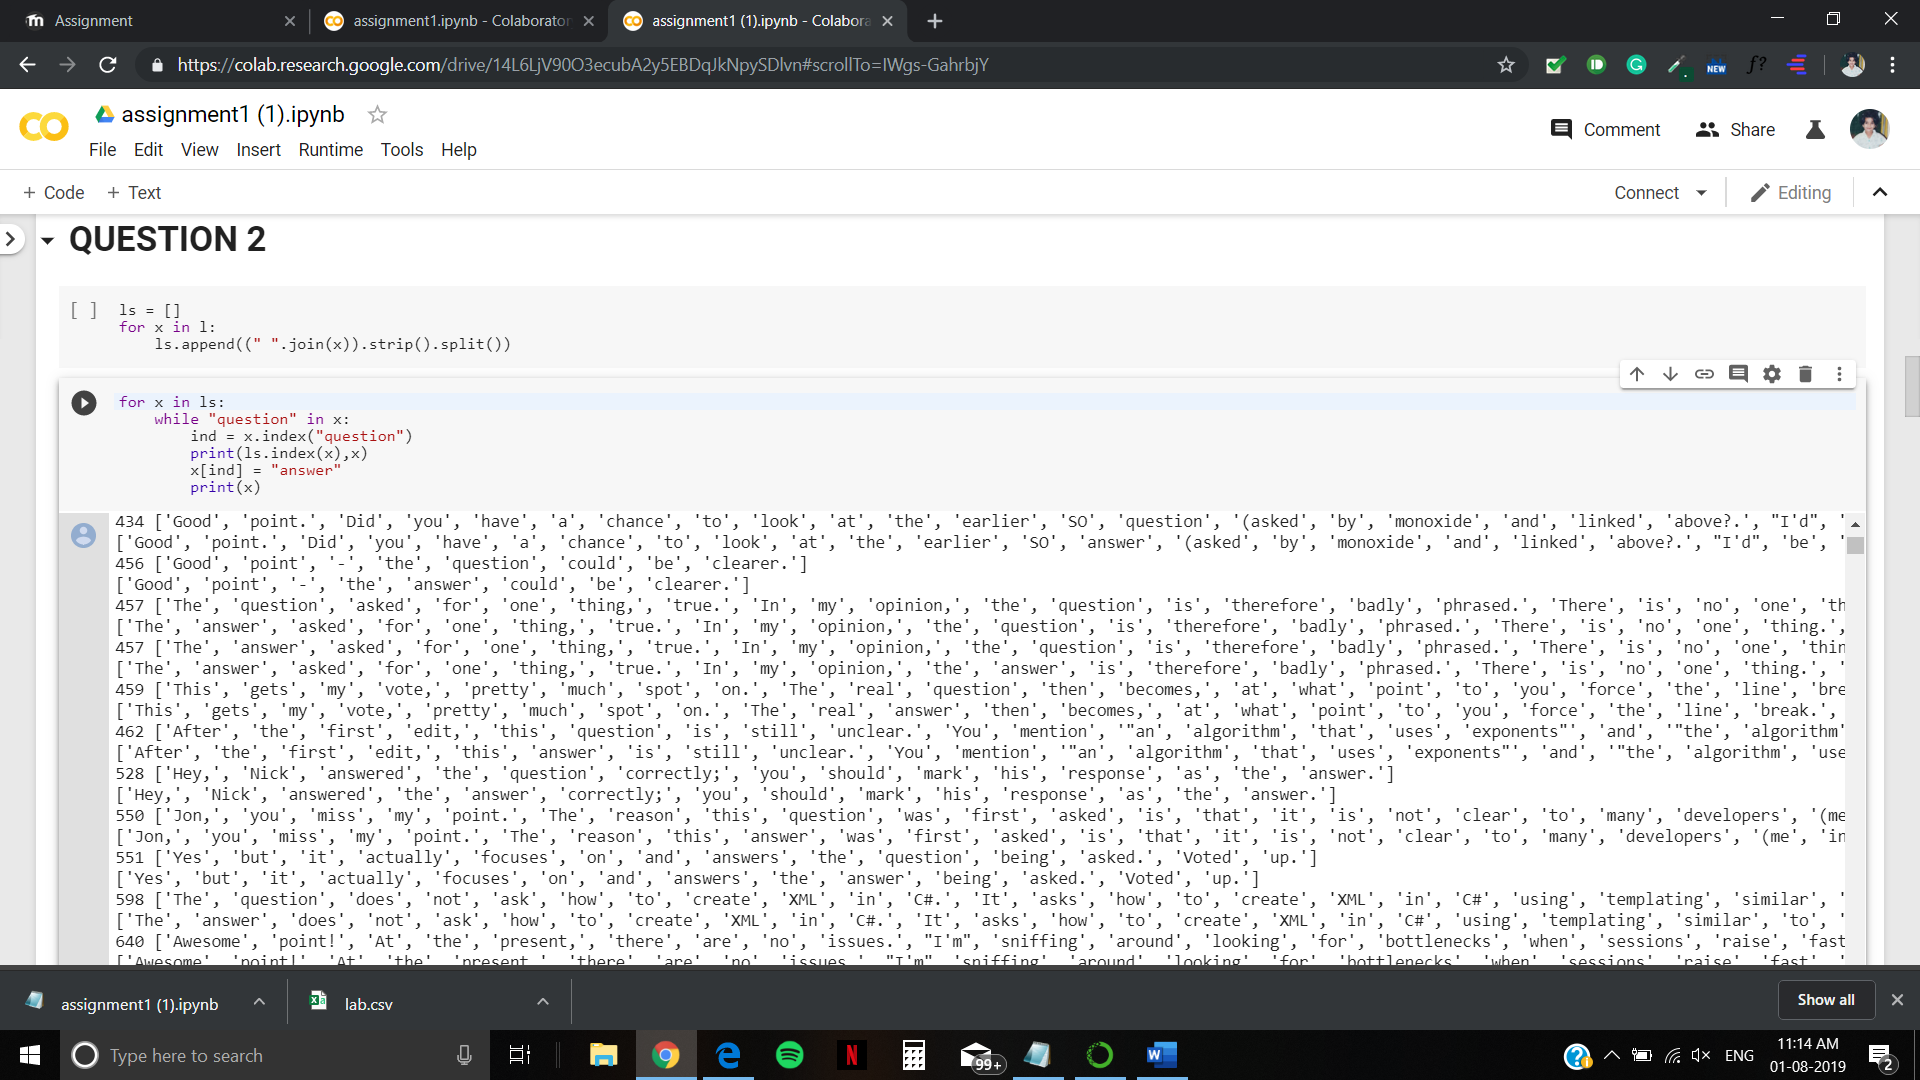 Assignment
assignment1.ipynb - Colaborator
assignment1 (1).ipynb - Colabora
https://colab.research.google.com/drive/14L6LjV90O3ecubA2y5EBDqJkNpySDlvn#scrollTo=IWgs-GahrbjY
NEW
f?
assignment1 (1).ipynb
File Edit View Insert Runtime Tools Help
Comment
Share
+ Code + Text
Connect
Editing
QUESTION 2
[ ] ls = []
for x in l:
ls.append((" ".join(x)).strip().split())
for x in ls:
while "question" in x:
ind = x.index("question")
print(ls.index(x),x)
x[ind] = "answer"
print(x)
434 ['Good', 'point.', 'Did', 'you', 'have', 'a', 'chance', 'to', 'look', 'at', 'the', 'earlier', 'SO', 'question', '(asked', 'by', 'monoxide', 'and', 'linked', 'above?.', "I'd", '
['Good', 'point.', 'Did', 'you', 'have', 'a', 'chance', 'to', 'look', 'at', 'the', 'earlier', 'SO', 'answer', '(asked', 'by', 'monoxide', 'and', 'linked', 'above?.', "I'd", 'be', '
456 ['Good', 'point', '-', 'the', 'question', 'could', 'be', 'clearer.']
['Good', 'point', '-', 'the', 'answer', 'could', 'be', 'clearer.']
457 ['The', 'question', 'asked', 'for', 'one', 'thing,', 'true.', 'In', 'my', 'opinion,', 'the', 'question', 'is', 'therefore', 'badly', 'phrased.', 'There', 'is', 'no', 'one', 'th
['The', 'answer', 'asked', 'for', 'one', 'thing,', 'true.', 'In', 'my', 'opinion,', 'the', 'question', 'is', 'therefore', 'badly', 'phrased.', 'There', 'is', 'no', 'one', 'thing.',
457 ['The', 'answer', 'asked', 'for', 'one', 'thing,', 'true.', 'In', 'my', 'opinion,', 'the', 'question', 'is', 'therefore', 'badly', 'phrased.', 'There', 'is', 'no', 'one', 'thin
['The', 'answer', 'asked', 'for', 'one', 'thing,', 'true.', 'In', 'my', 'opinion,', 'the', 'answer', 'is', 'therefore', 'badly', 'phrased.', 'There', 'is', 'no', 'one', 'thing.', '
459 ['This', 'gets', 'my', 'vote,', 'pretty', 'much', 'spot', 'on.', 'The', 'real', 'question', 'then', 'becomes,', 'at', 'what', 'point', 'to', 'you', 'force', 'the', 'line', 'bre
['This', 'gets', 'my', 'vote,', 'pretty', 'much', 'spot', 'on.', 'The', 'real', 'answer', 'then', 'becomes,', 'at', 'what', 'point', 'to', 'you', 'force', 'the', 'line', 'break.',
462 ['After', 'the', 'first', 'edit,', 'this', 'question', 'is', 'still', 'unclear.', 'You', 'mention', '"an', 'algorithm', 'that', 'uses', 'exponents"', 'and', '"the', 'algorithm'
['After', 'the', 'first', 'edit,', 'this', 'answer', 'is', 'still', 'unclear.', 'You', 'mention', '"an', 'algorithm', 'that', 'uses', 'exponents"', 'and', '"the', 'algorithm', 'use
528 ['Hey,', 'Nick', 'answered', 'the', 'question', 'correctly;', 'you', 'should', 'mark', 'his', 'response', 'as', 'the', 'answer.']
['Hey,', 'Nick', 'answered', 'the', 'answer', 'correctly;', 'you', 'should', 'mark', 'his', 'response', 'as', 'the', 'answer.']
550 ['Jon,', 'you', 'miss', 'my', 'point.', 'The', 'reason', 'this', 'question', 'was', 'first', 'asked', 'is', 'that', 'it', 'is', 'not', 'clear', 'to', 'many', 'developers', '(me
['Jon,', 'you', 'miss', 'my', 'point.', 'The', 'reason', 'this', 'answer', 'was', 'first', 'asked', 'is', 'that', 'it', 'is', 'not', 'clear', 'to', 'many', 'developers', '(me', 'in
551 ['Yes', 'but', 'it', 'actually', 'focuses', 'on', 'and', 'answers', 'the', 'question', 'being', 'asked.', 'Voted', 'up.']
['Yes', 'but', 'it', 'actually', 'focuses', 'on', 'and', 'answers', 'the', 'answer', 'being', 'asked.', 'Voted', 'up.']
598 ['The', 'question', 'does', 'not', 'ask', 'how', 'to', 'create', 'XML', 'in', 'C#.', 'It', 'asks', 'how', 'to', 'create', 'XML', 'in', 'C#', 'using', 'templating', 'similar', '
['The', 'answer', 'does', 'not', 'ask', 'how', 'to', 'create', 'XML', 'in', 'C#.', 'It', 'asks', 'how', 'to', 'create', 'XML', 'in', 'C#', 'using', 'templating', 'similar', 'to', '
640 ['Awesome', 'point!', 'At', 'the', 'present,', 'there', 'are', 'no', 'issues.', "I'm", 'sniffing', 'around', 'looking', 'for', 'bottlenecks', 'when', 'sessions', 'raise', 'fast
['Awesome', 'point!', 'At', 'the', 'present,', 'there', 'are', 'no', 'issues.', "I'm", 'sniffing', 'around', 'looking', 'for', 'bottlenecks', 'when', 'sessions', 'raise', 'fast', '
assignment1 (1).ipynb
lab.csv
Show all
Type here to search
99+
ENG
11:14 AM
01-08-2019
2